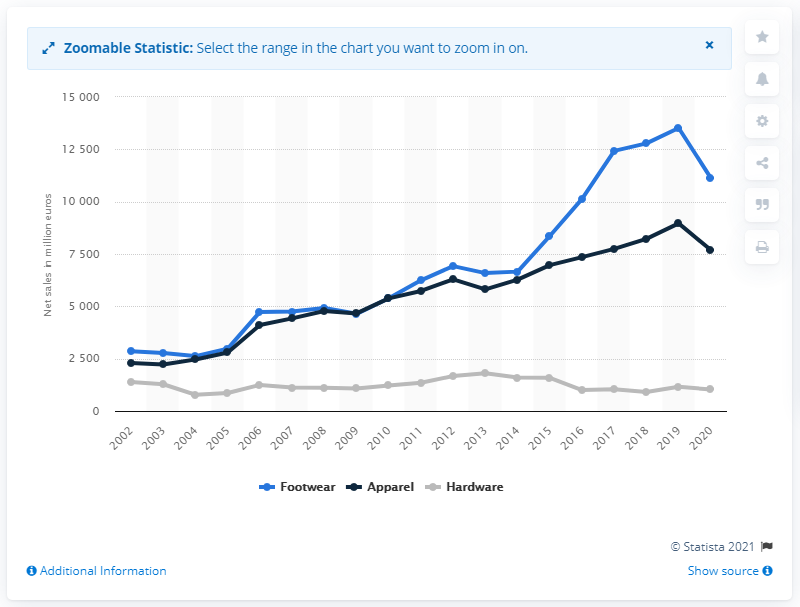 Zoomable Statistic: Select the range in the chart you want to zoom in on.
×
15 000
12 500
10 000
7 500
5 000
2 500
0
Net sales in million euros
2002 2003 2004 2005 2006 2007 2008 2009 2010 2011 2012 2013 2014 2015 2016 2017 2018 2019 2020
Footwear Apparel Hardware
© Statista 2021
Additional Information Show source